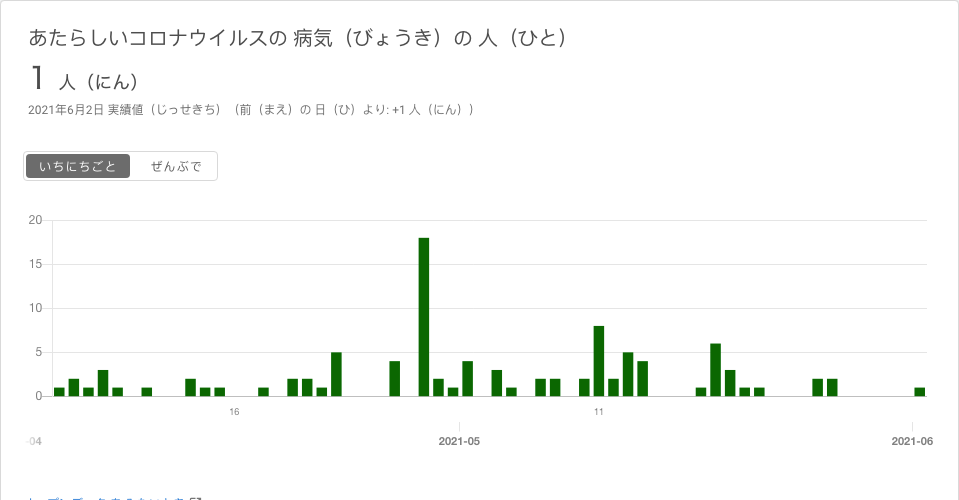 あたらしいコロナウイルスの 病気（びょうき）の 人（ひと）
1 人（にん）
2021年6月2日 実績値（じっせきち）（前（まえ）の 日（ひ）より: +1 人（にん））
いちにちごと ぜんぶで
20
15
10
5
0
16 11
-04 2021-05 2021-06